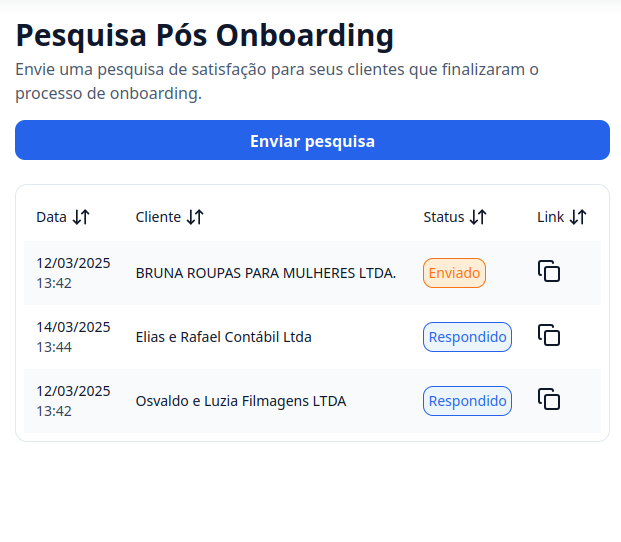 Pesquisa Pós Onboarding
Envie uma pesquisa de satisfação para seus clientes que finalizaram o
processo de onboarding.
Enviar pesquisa
Data Cliente Status Link
12/03/2025
13:42 BRUNA ROUPAS PARA MULHERES LTDA. Enviado
14/03/2025
13:44 Elias e Rafael Contábil Ltda Respondido
12/03/2025
13:42 Osvaldo e Luzia Filmagens LTDA Respondido